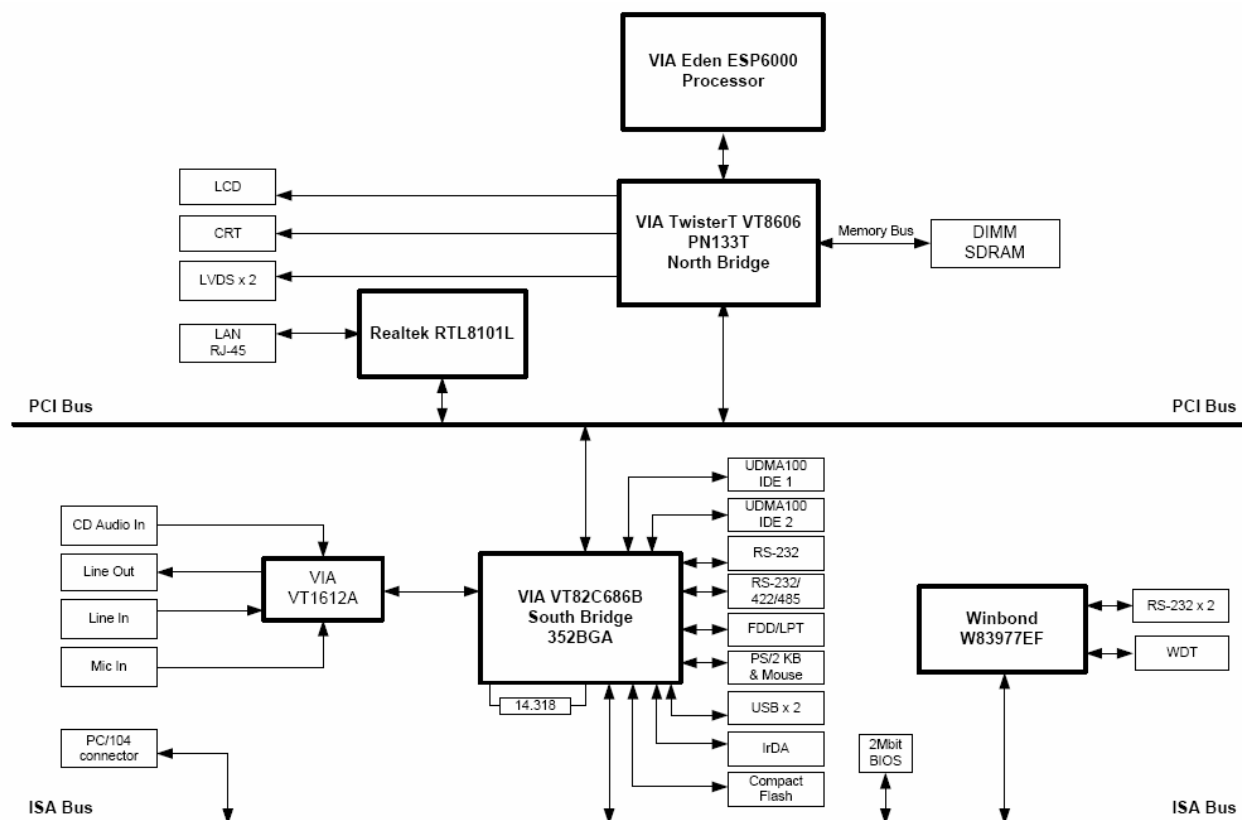 VIA Eden ESP6000
Processor
LCD
CRT
LVDS x 2
LAN
RJ-45
Realtek RTL8101L
VIA TwisterT VT8606
PN133T
North Bridge
Memory Bus
DIMM
SDRAM
PCI Bus
PCI Bus
CD Audio In
Line Out
Line In
Mic In
VIA
VT1612A
VIA VT82C686B
South Bridge
352BGA
14.318
UDMA100
IDE 1
UDMA100
IDE 2
RS-232
RS-232/
422/485
FDD/LPT
PS/2 KB
& Mouse
USB x 2
IrDA
Compact
Flash
Winbond
W83977EF
RS-232 x 2
WDT
PC/104
connector
2Mbit
BIOS
ISA Bus
ISA Bus